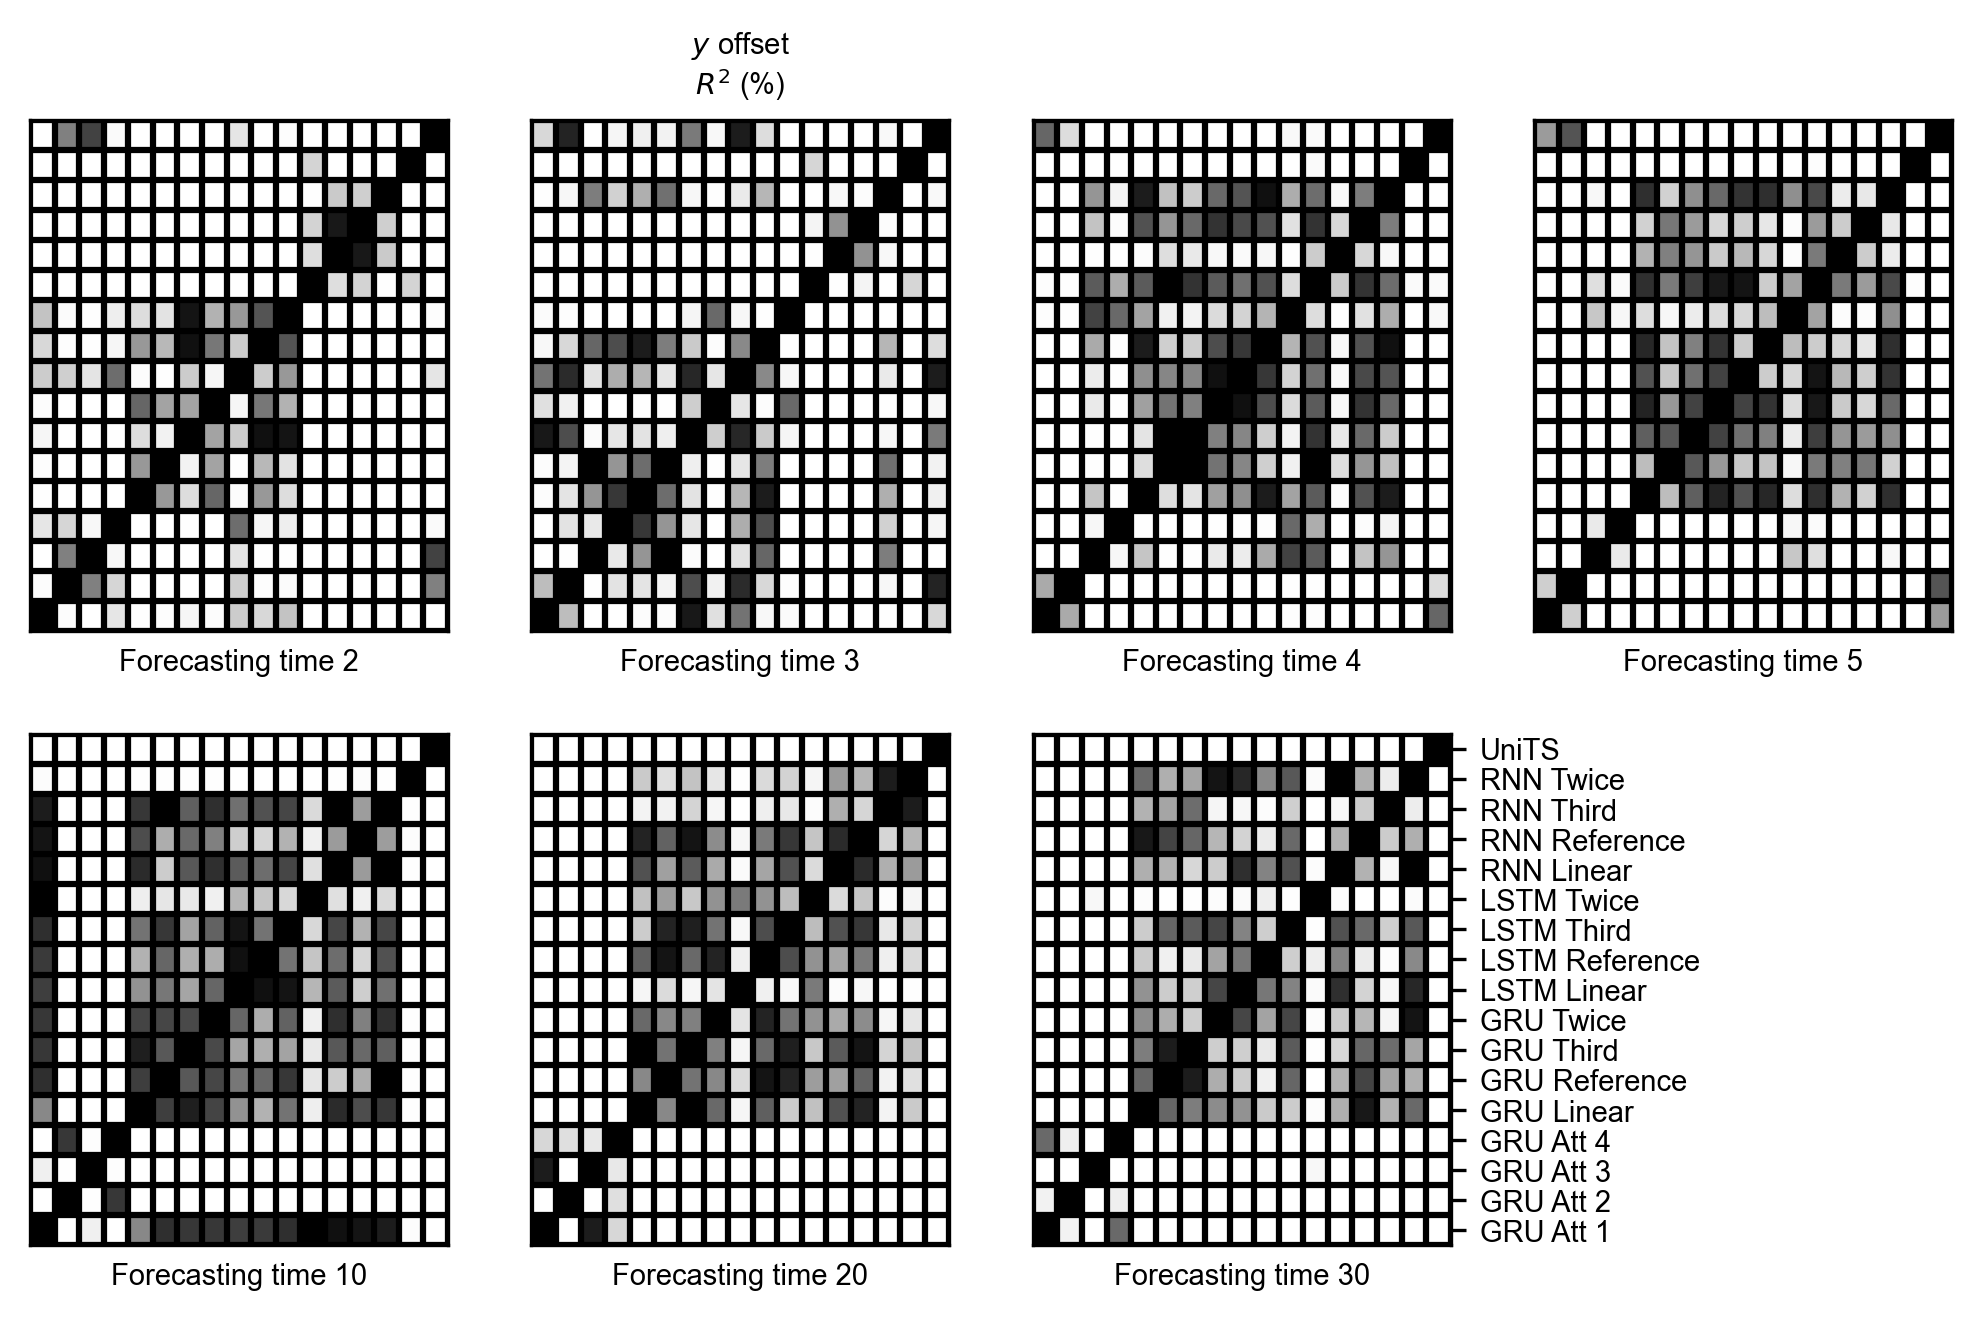 y offset
R² (%)
Forecasting time 2
Forecasting time 3
Forecasting time 4
Forecasting time 5
UniTS
RNN Twice
RNN Third
RNN Reference
RNN Linear
LSTM Twice
LSTM Third
LSTM Reference
LSTM Linear
GRU Twice
GRU Third
GRU Reference
GRU Linear
GRU Att 4
GRU Att 3
GRU Att 2
GRU Att 1
Forecasting time 10
Forecasting time 20
Forecasting time 30